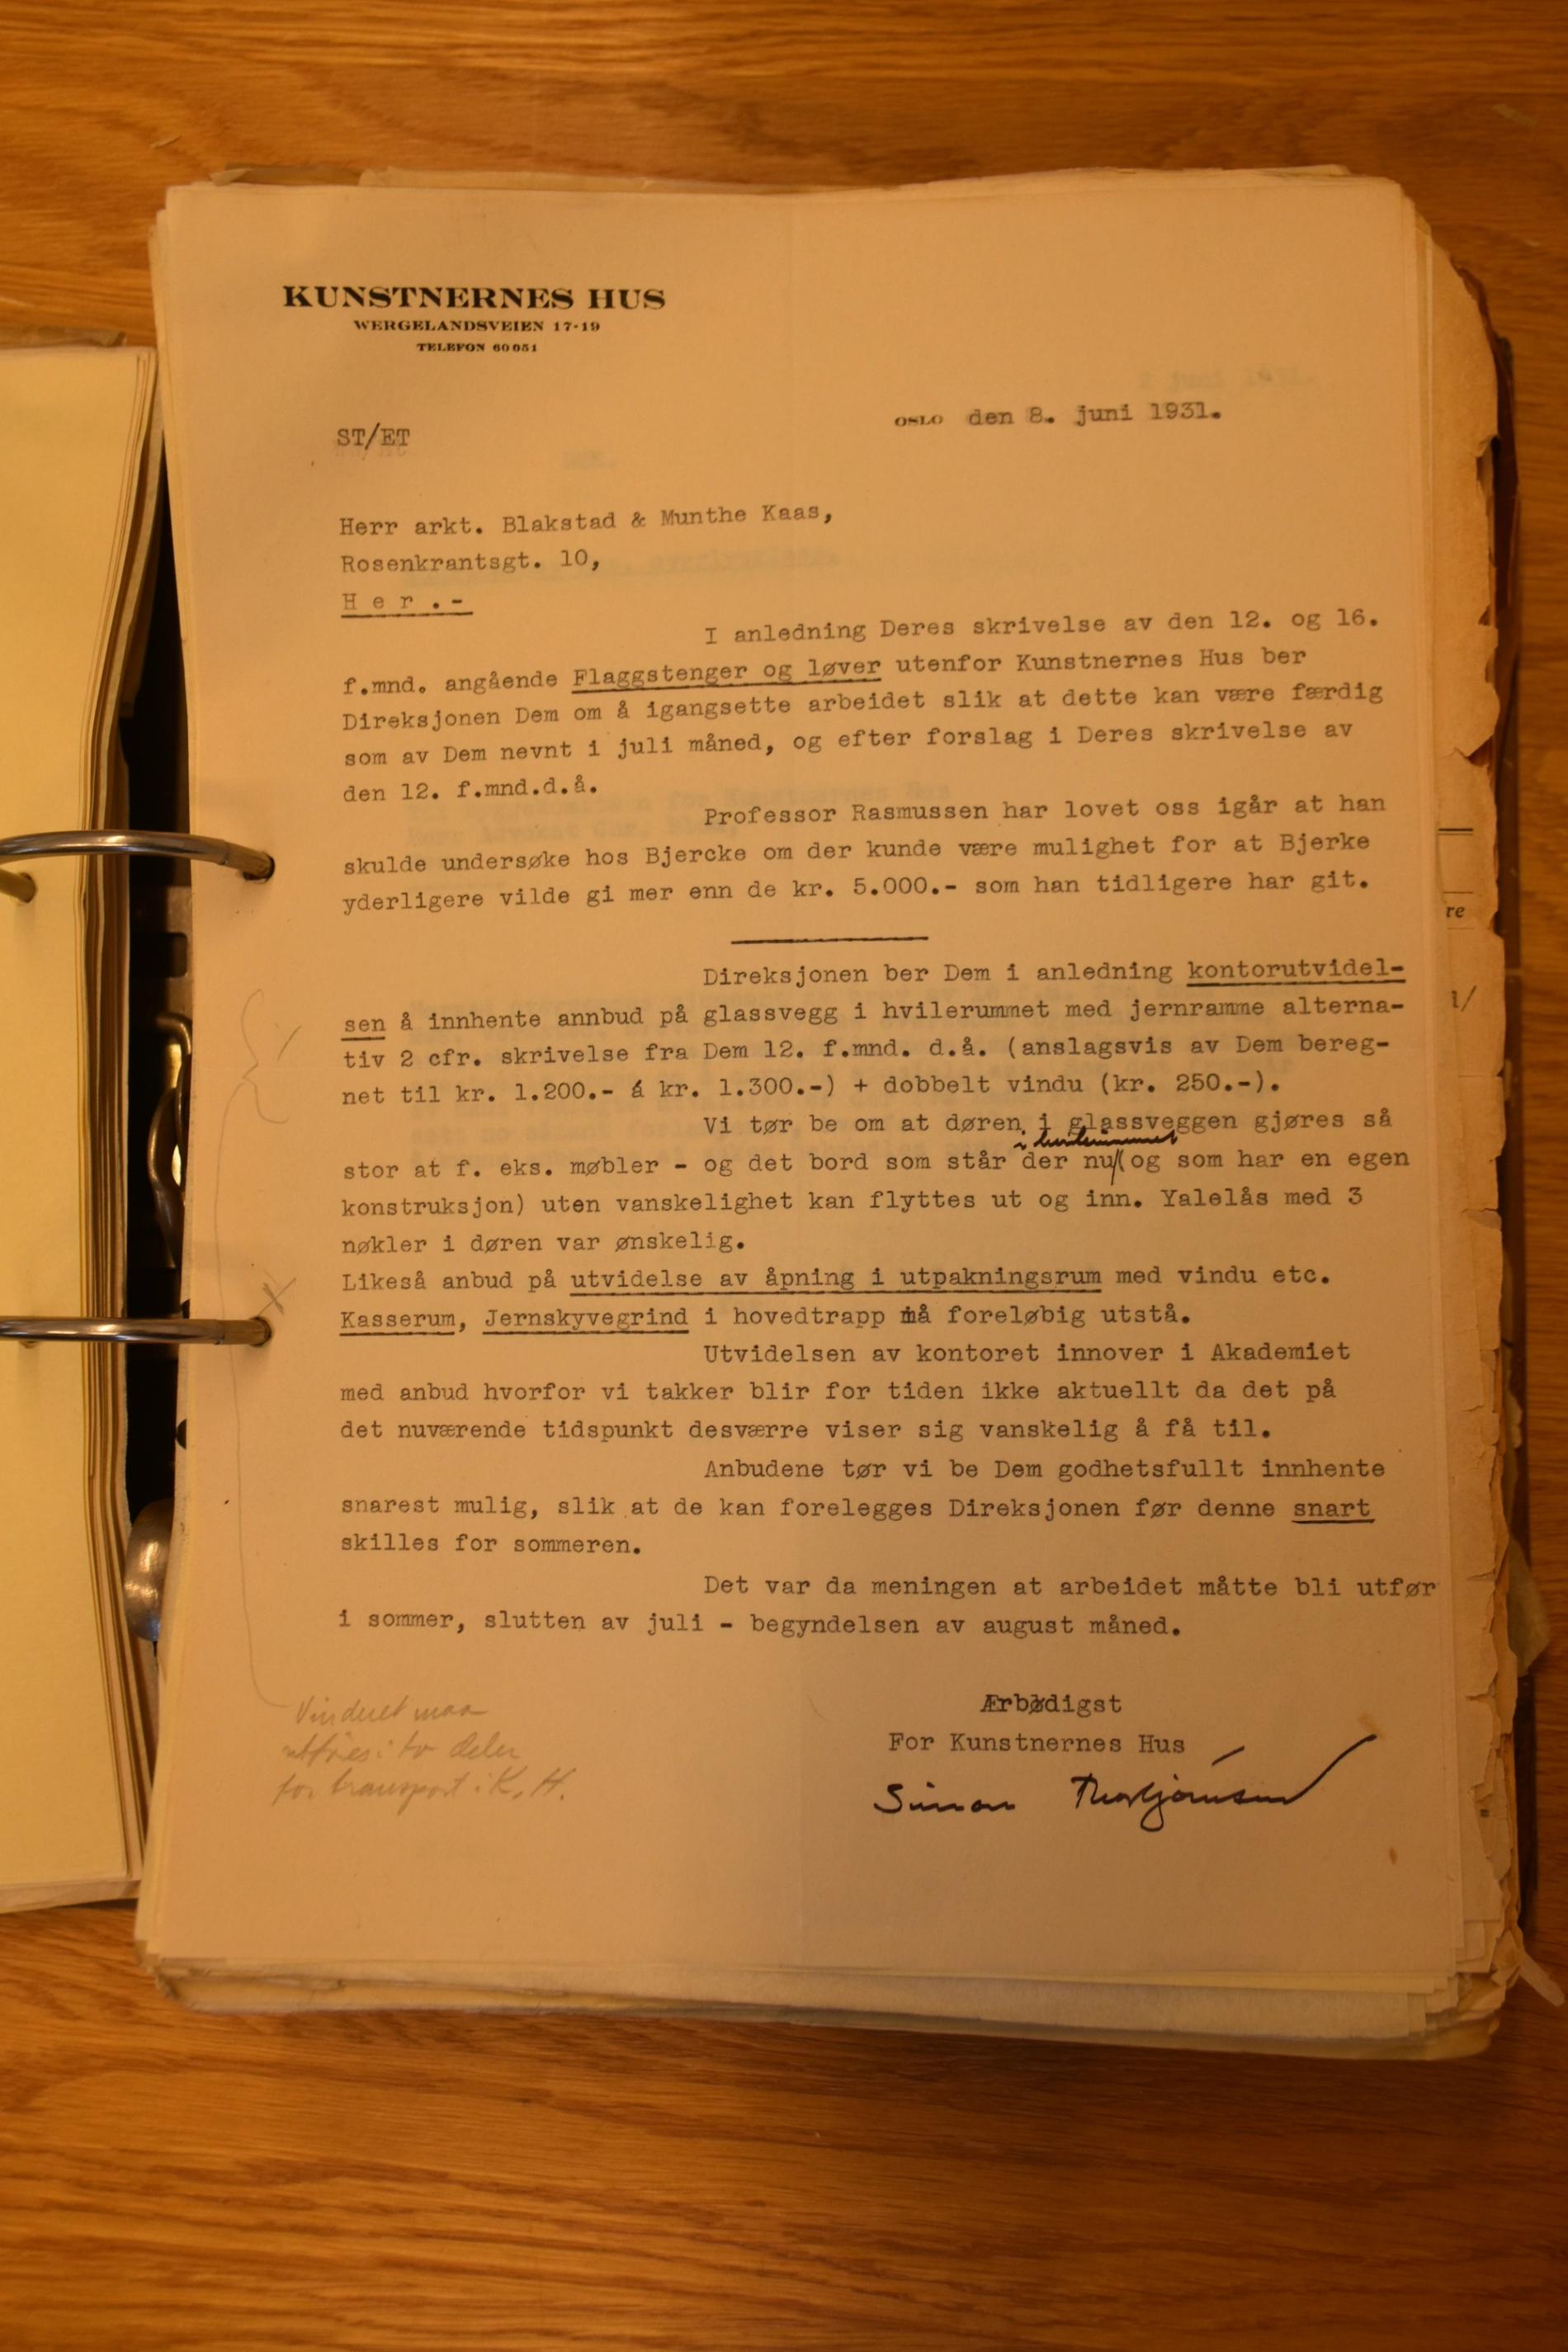 KUNSTNERNES HUS
WERGELANDSVEIEN 17-19
TELEFON 60051
OSLO den 8. juni 1931.
ST/ET
Herr arkt. Blakstad & Munthe Kaas,
Rosenkrantsgt. 10,
H e r .-
I anledning Deres skrivelse av den 12. og 16.
f.mnd. angående Flaggstenger og løver utenfor Kunstnernes Hus ber
Direksjonen Dem om å igangsette arbeidet slik at dette kan være færdig
som av Dem nevnt i juli måned, og efter forslag i Deres skrivelse av
den 12. f.mnd.d.å.
Professor Rasmussen har lovet oss igår at han
skulde undersøke hos Bjercke om der kunde være mulighet for at Bjerke
yderligere vilde gi mer enn de kr. 5.000.- som han tidligere har git.
Direksjonen ber Dem i anledning kontorutvidel-
sen å innhente annbud på glassvegg i hvilerummet med jernramme alterna-
tiv 2 cfr. skrivelse fra Dem 12. f.mnd. d.å. (anslagsvis av Dem bereg-
net til kr. 1.200.- á kr. 1.300.-) + dobbelt vindu (kr. 250.-).
Vi tør be om at døren i glassveggen gjøres så
stor at f. eks. møbler - og det bord som står der nu (og som har en egen
konstruksjon) uten vanskelighet kan flyttes ut og inn. Yalelås med 3
nøkler i døren var ønskelig.
Likeså anbud på utvidelse av åpning i utpakningsrum med vindu etc.
Kasserum, Jernskyvegrind i hovedtrapp må foreløbig utstå.
Utvidelsen av kontoret innover i Akademiet
med anbud hvorfor vi takker blir for tiden ikke aktuellt da det på
det nuværende tidspunkt desværre viser sig vanskelig å få til.
Anbudene tør vi be Dem godhetsfullt innhente
snarest mulig, slik at de kan forelegges Direksjonen før denne snart
skilles for sommeren.
Det var da meningen at arbeidet måtte bli utfør
i sommer, slutten av juli - begyndelsen av august måned.
Ærbødigst
For Kunstnernes Hus
Simon Thorbjørnsen
Vinduet maa
utføres i to deler
for transport i K. H.
re
1/